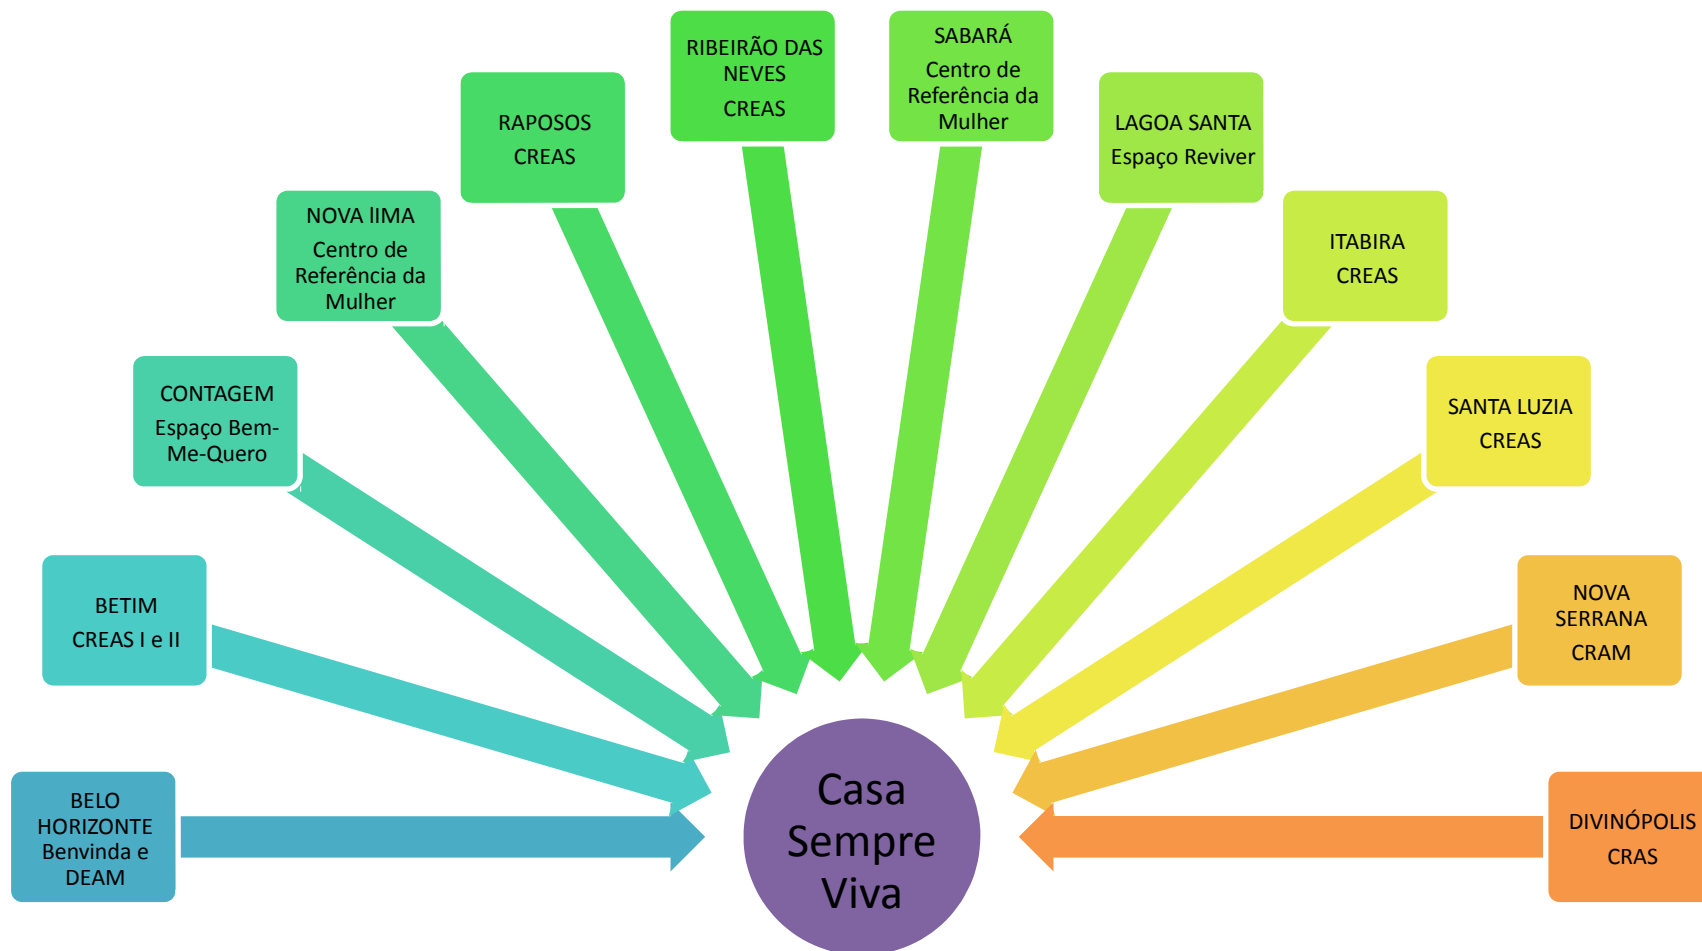 BELO
HORIZONTE
Benvinda e
DEAM
BETIM
CREAS I e II
CONTAGEM
Espaço Bem-
Me-Quero
NOVA lIMA
Centro de
Referência da
Mulher
RAPOSOS
CREAS
RIBEIRÃO DAS
NEVES
CREAS
SABARÁ
Centro de
Referência da
Mulher
LAGOA SANTA
Espaço Reviver
ITABIRA
CREAS
SANTA LUZIA
CREAS
NOVA
SERRANA
CRAM
DIVINÓPOLIS
CRAS
Casa
Sempre
Viva